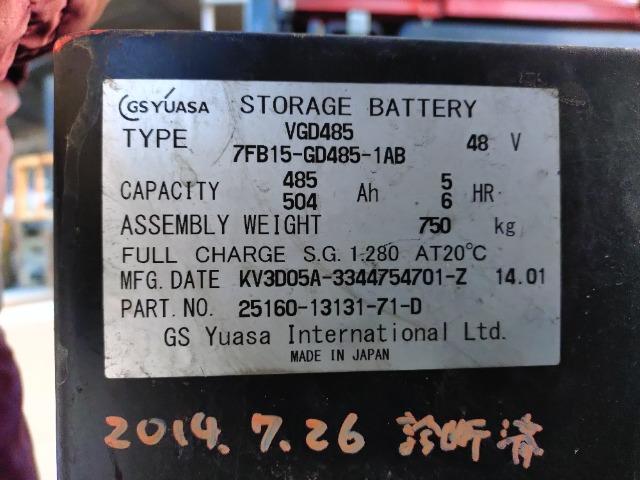 GS YUASA STORAGE BATTERY
TYPE VGD485 48 V
7FB15-GD485-1AB
CAPACITY 485 Ah 5 HR
504 6
ASSEMBLY WEIGHT 750 kg
FULL CHARGE S.G. 1.280 AT20℃
MFG. DATE KV3D05A-3344754701-Z 14.01
PART. NO. 25160-13131-71-D
GS Yuasa International Ltd.
MADE IN JAPAN
2014.7.26 診断済